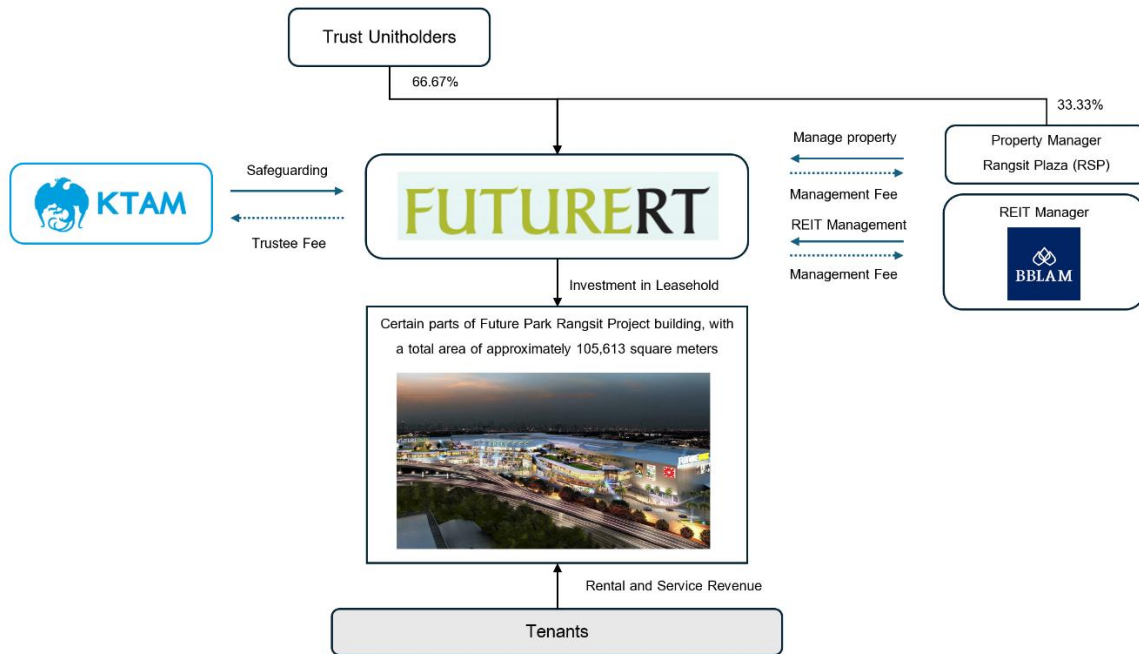 Trust Unitholders
66.67%
33.33%
Property Manager
Rangsit Plaza (RSP)
Manage property
Management Fee
REIT Management
Management Fee
REIT Manager
BBLAM
KTAM
Safeguarding
Trustee Fee
FUTURERT
Investment in Leasehold
Certain parts of Future Park Rangsit Project building, with
a total area of approximately 105,613 square meters
Rental and Service Revenue
Tenants